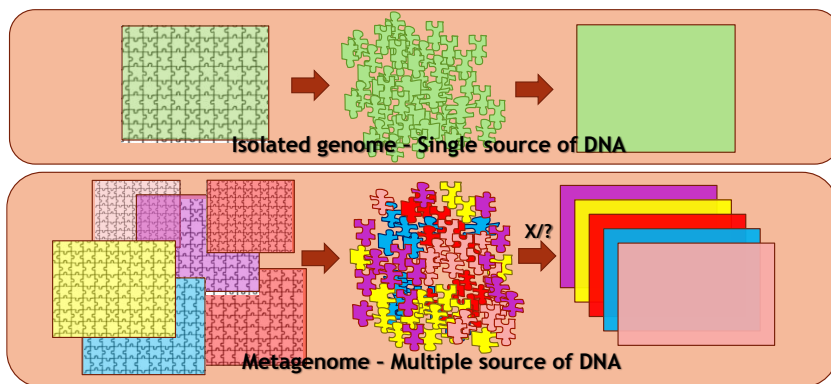 Isolated genome – Single source of DNA
X/?
Metagenome – Multiple source of DNA